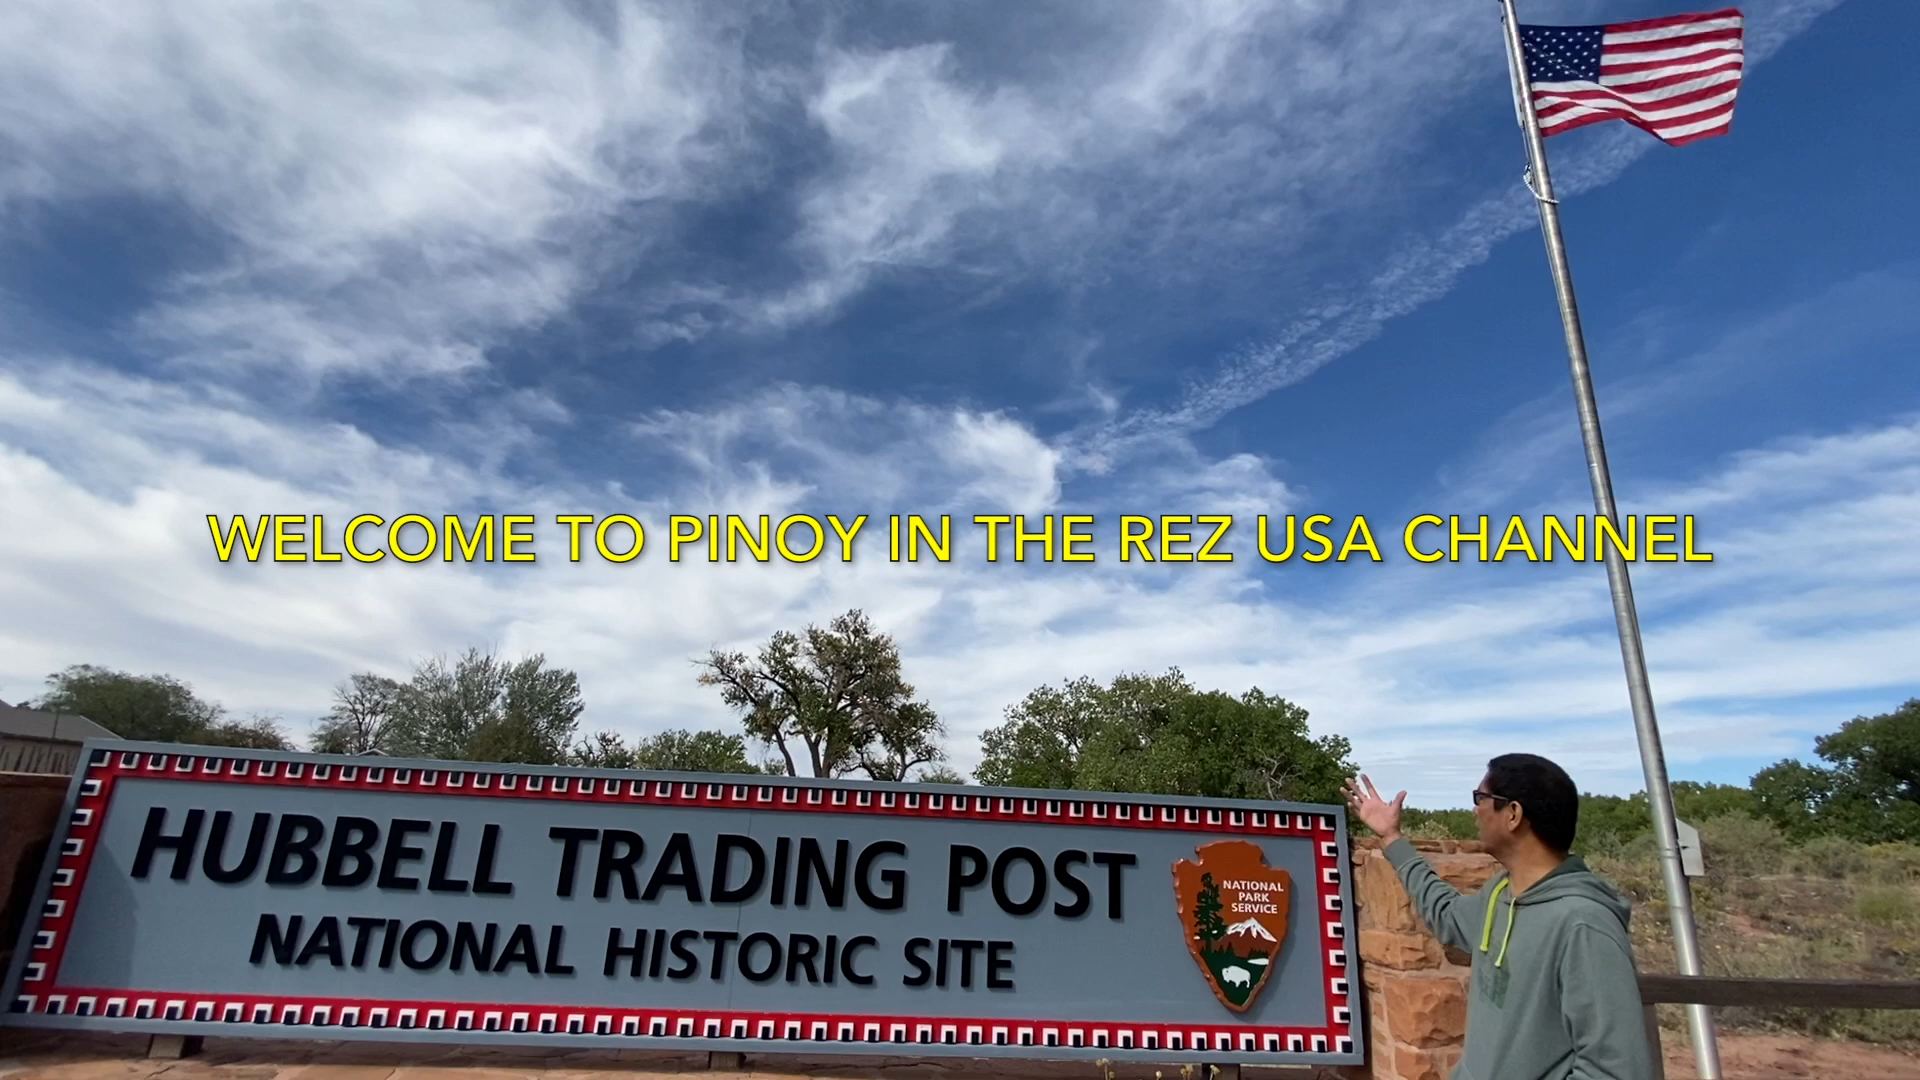 WELCOME TO PINOY IN THE REZ USA CHANNEL
HUBBELL TRADING POST
NATIONAL HISTORIC SITE
NATIONAL
PARK
SERVICE